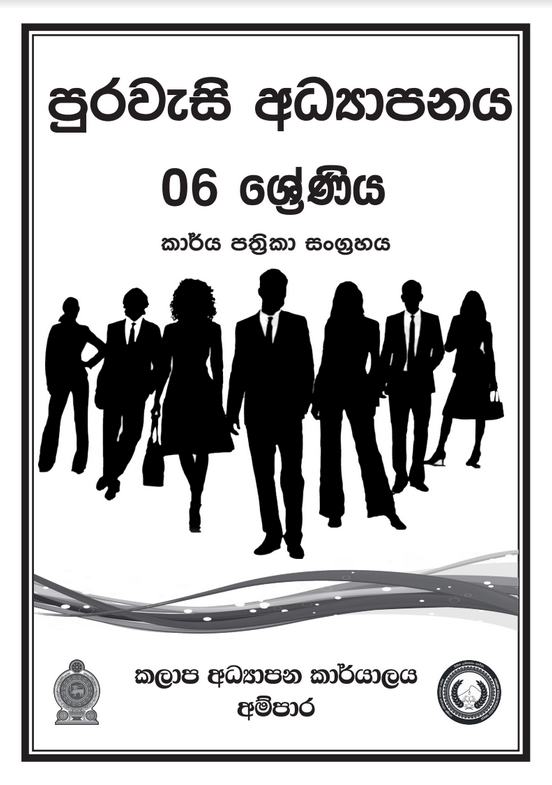 පුරවැසි අධ්‍යාපනය
06 ශ්‍රේණිය
කාර්ය පත්‍රිකා සංග්‍රහය
කලාප අධ්‍යාපන කාර්යාලය
අම්පාර